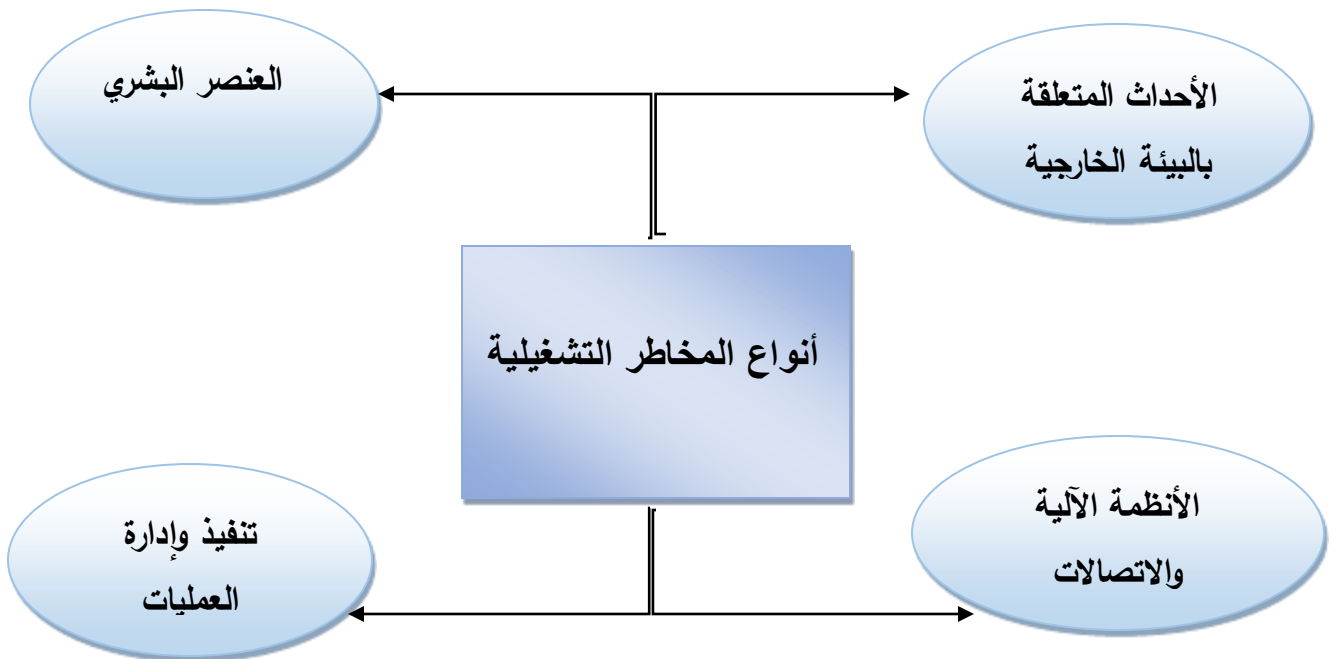 الأحداث المتعلقة
بالبيئة الخارجية
العنصر البشري
أنواع المخاطر التشغيلية
الأنظمة الآلية
والاتصالات
تنفيذ وإدارة
العمليات